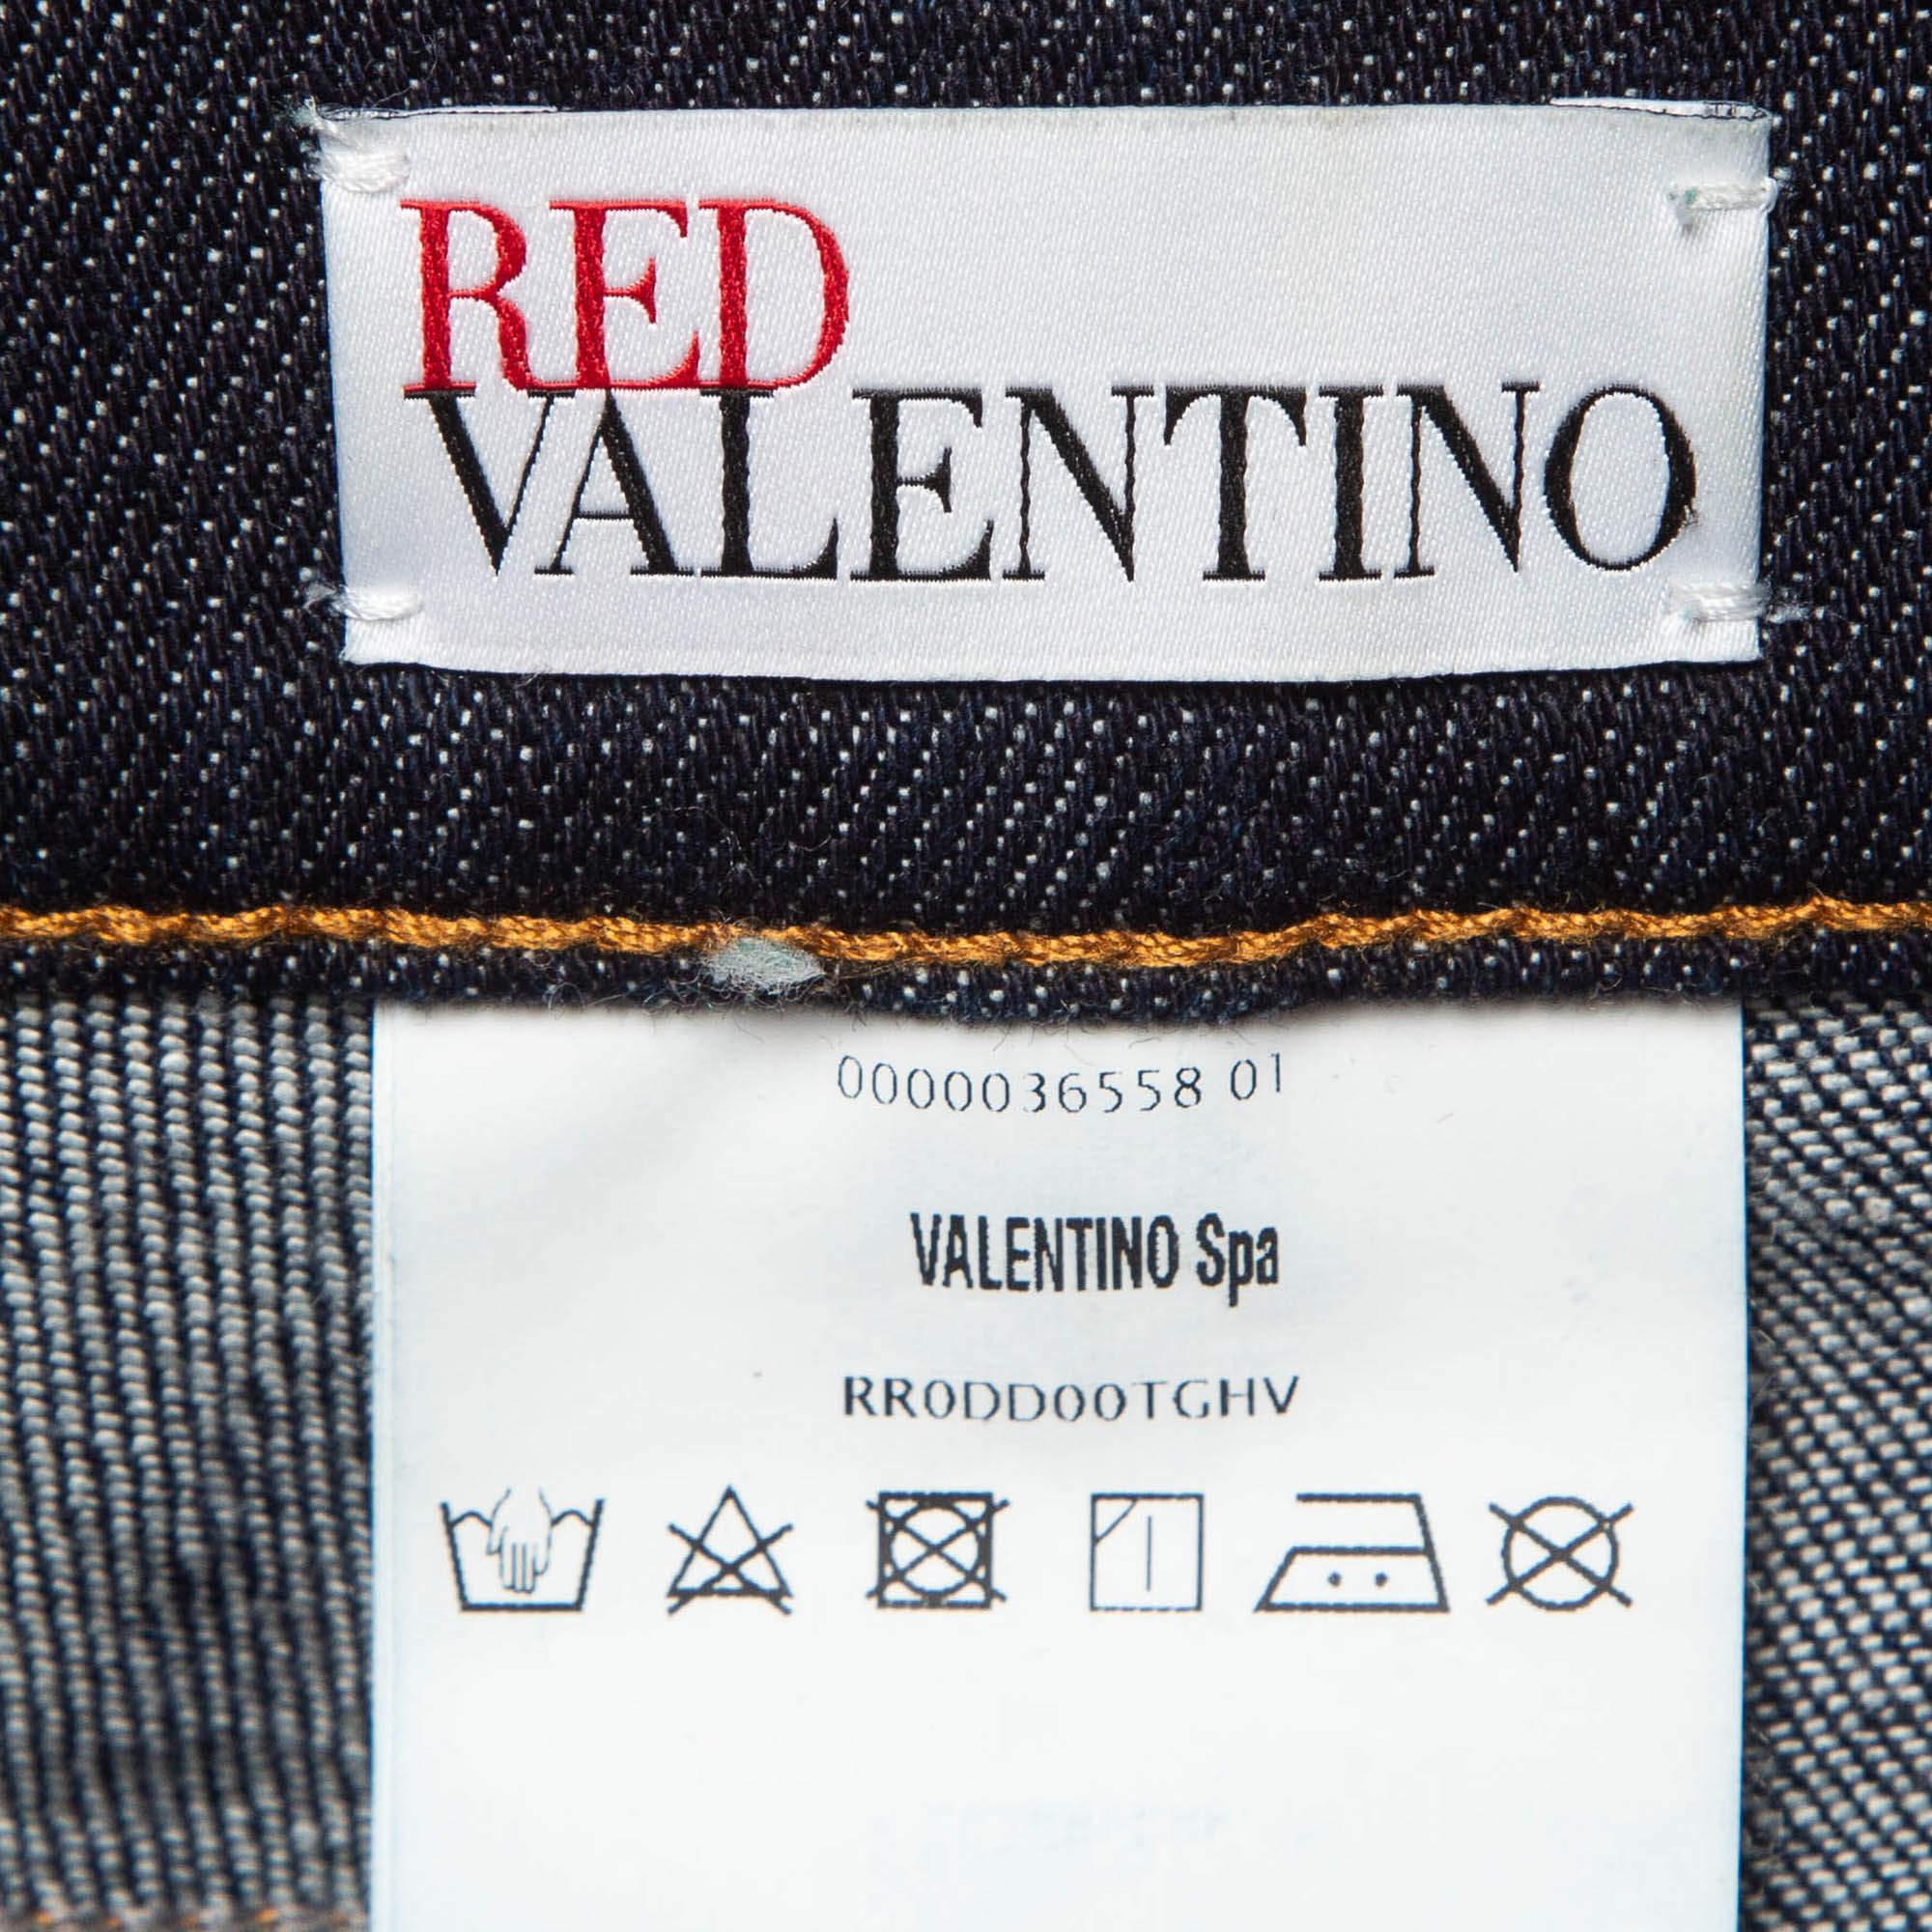 RED
VALENTINO
0000036558 01
VALENTINO Spa
RR0DD00TGHV